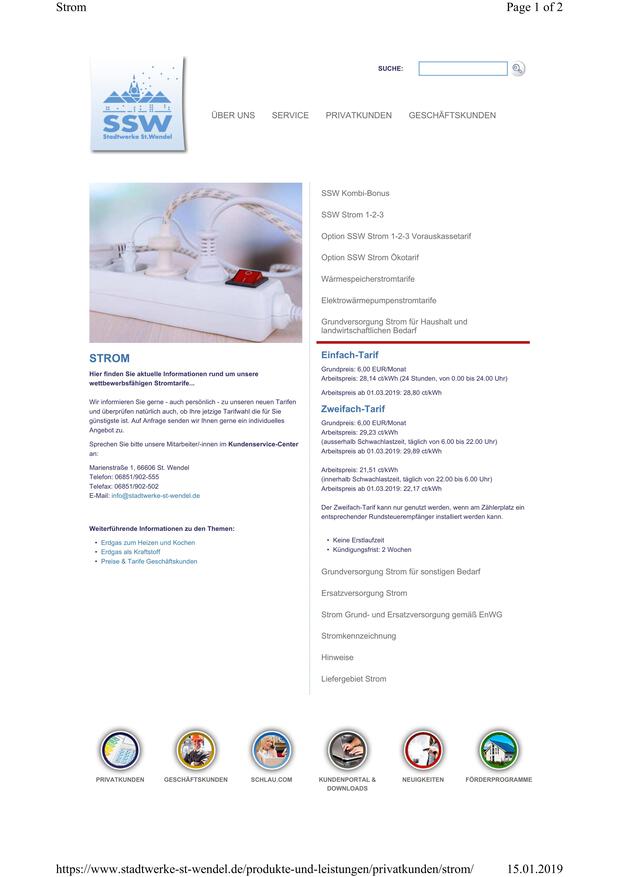 Strom
Page 1 of 2
SUCHE:
SSW
Stadtwerke St.Wendel
ÜBER UNS
SERVICE
PRIVATKUNDEN
GESCHÄFTSKUNDEN
STROM
Hier finden Sie aktuelle Informationen rund um unsere
wettbewerbsfähigen Stromtarife...
Wir informieren Sie gerne - auch persönlich - zu unseren neuen Tarifen
und überprüfen natürlich auch, ob Ihre jetzige Tarifwahl die für Sie
günstigste ist. Auf Anfrage senden wir Ihnen gerne ein individuelles
Angebot zu.
Sprechen Sie bitte unsere Mitarbeiter/-innen im Kundenservice-Center
an:
Marienstraße 1, 66606 St. Wendel
Telefon: 06851/902-555
Telefax: 06851/902-502
E-Mail: info@stadtwerke-st-wendel.de
Weiterführende Informationen zu den Themen:
• Erdgas zum Heizen und Kochen
• Erdgas als Kraftstoff
• Preise & Tarife Geschäftskunden
SSW Kombi-Bonus
SSW Strom 1-2-3
Option SSW Strom 1-2-3 Vorauskassetarif
Option SSW Strom Ökotarif
Wärmespeicherstromtarife
Elektrowärmepumpenstromtarife
Grundversorgung Strom für Haushalt und
landwirtschaftlichen Bedarf
Einfach-Tarif
Grundpreis: 6,00 EUR/Monat
Arbeitspreis: 28,14 ct/kWh (24 Stunden, von 0.00 bis 24.00 Uhr)
Arbeitspreis ab 01.03.2019: 28,80 ct/kWh
Zweifach-Tarif
Grundpreis: 6,00 EUR/Monat
Arbeitspreis: 29,23 ct/kWh
(ausserhalb Schwachlastzeit, täglich von 6.00 bis 22.00 Uhr)
Arbeitspreis ab 01.03.2019: 29,89 ct/kWh
Arbeitspreis: 21,51 ct/kWh
(innerhalb Schwachlastzeit, täglich von 22.00 bis 6.00 Uhr)
Arbeitspreis ab 01.03.2019: 22,17 ct/kWh
Der Zweifach-Tarif kann nur genutzt werden, wenn am Zählerplatz ein
entsprechender Rundsteuerempfänger installiert werden kann.
• Keine Erstlaufzeit
• Kündigungsfrist: 2 Wochen
Grundversorgung Strom für sonstigen Bedarf
Ersatzversorgung Strom
Strom Grund- und Ersatzversorgung gemäß EnWG
Stromkennzeichnung
Hinweise
Liefergebiet Strom
PRIVATKUNDEN
GESCHÄFTSKUNDEN
SCHLAU.COM
KUNDENPORTAL &
DOWNLOADS
NEUIGKEITEN
FÖRDERPROGRAMME
https://www.stadtwerke-st-wendel.de/produkte-und-leistungen/privatkunden/strom/
15.01.2019